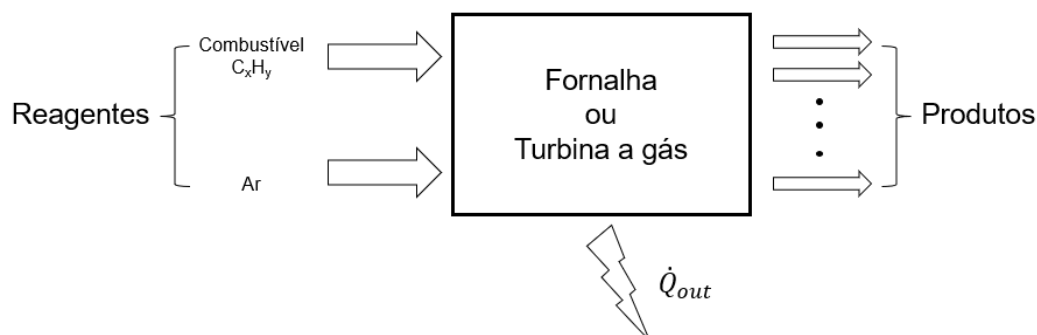 Reagentes
Combustível
CxHy
Ar
Fornalha
ou
Turbina a gás
Produtos
Q̇out